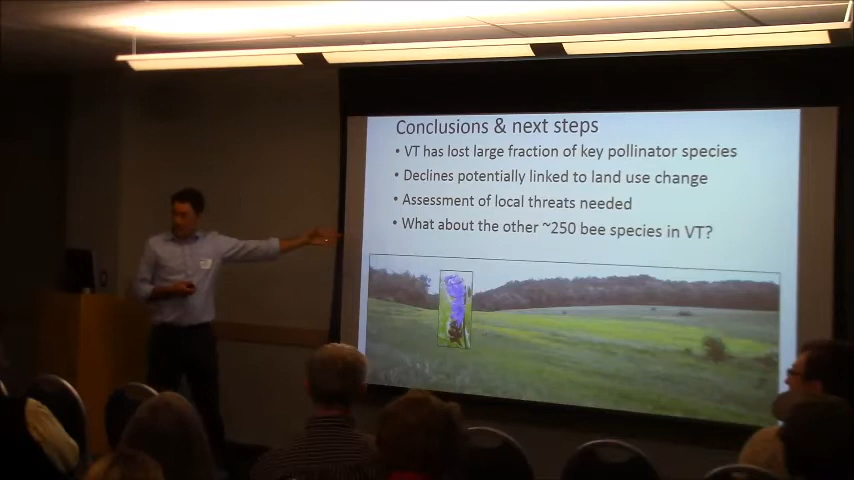 Conclusions & next steps
• VT has lost large fraction of key pollinator species
• Declines potentially linked to land use change
• Assessment of local threats needed
• What about the other ~250 bee species in VT?